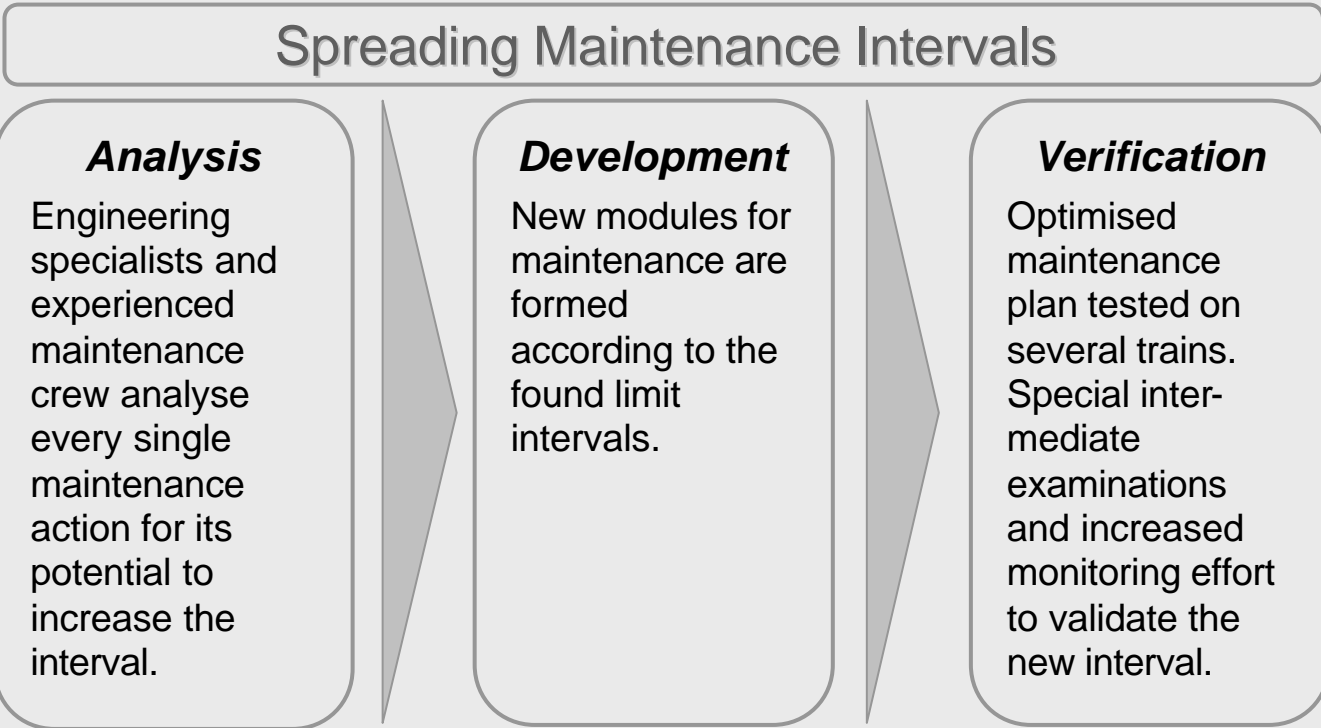 Spreading Maintenance Intervals
Analysis
Engineering
specialists and
experienced
maintenance
crew analyse
every single
maintenance
action for its
potential to
increase the
interval.
Development
New modules for
maintenance are
formed
according to the
found limit
intervals.
Verification
Optimised
maintenance
plan tested on
several trains.
Special inter-
mediate
examinations
and increased
monitoring effort
to validate the
new interval.